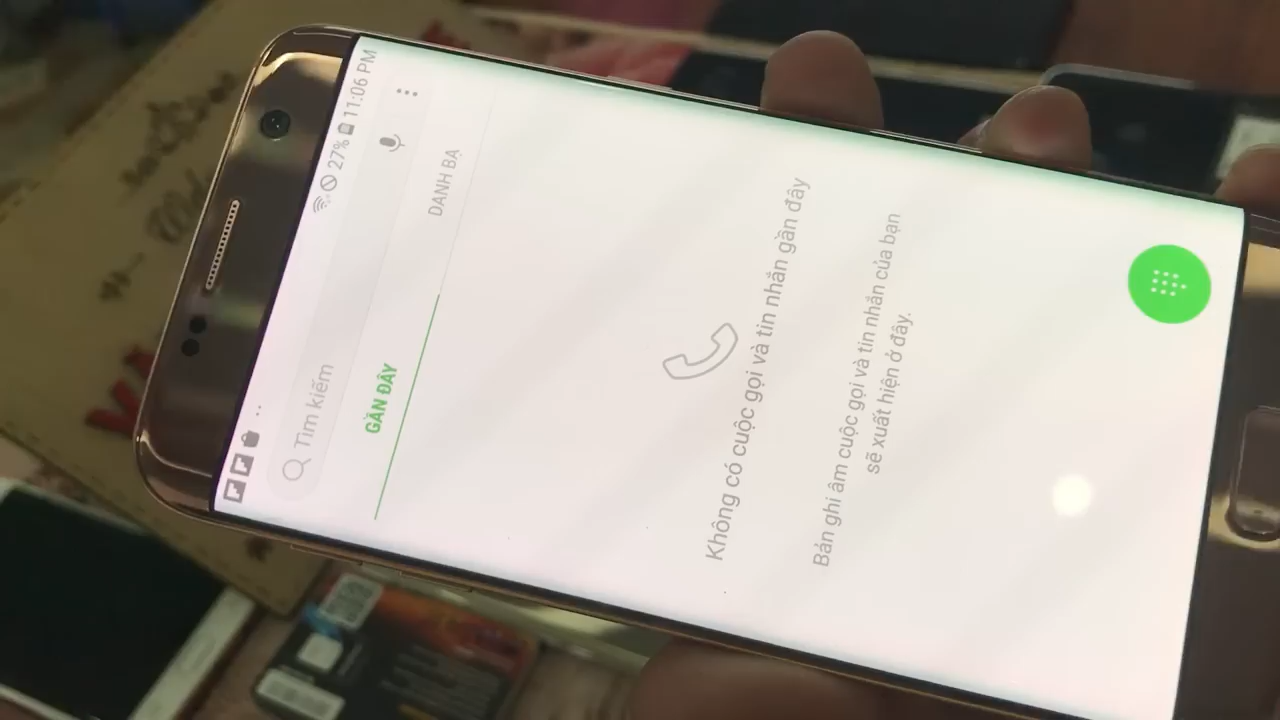 27% 11:06 PM
Tìm kiếm
GẦN ĐÂY
DANH BẠ
Không có cuộc gọi và tin nhắn gần đây
Bản ghi âm cuộc gọi và tin nhắn của bạn
sẽ xuất hiện ở đây.